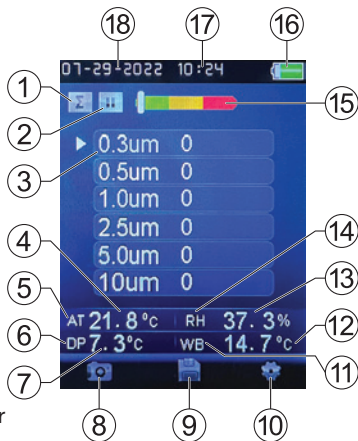 18 17 16
07-29-2022 10:24
1 Σ 15
2
3 0.3um 0
0.5um 0
1.0um 0
2.5um 0
5.0um 0
10um 0
4 14
5 AT 21.8°c RH 37.3% 13
6 DP 7.3°c WB 14.7°c 12
7 11
8 9 10
r